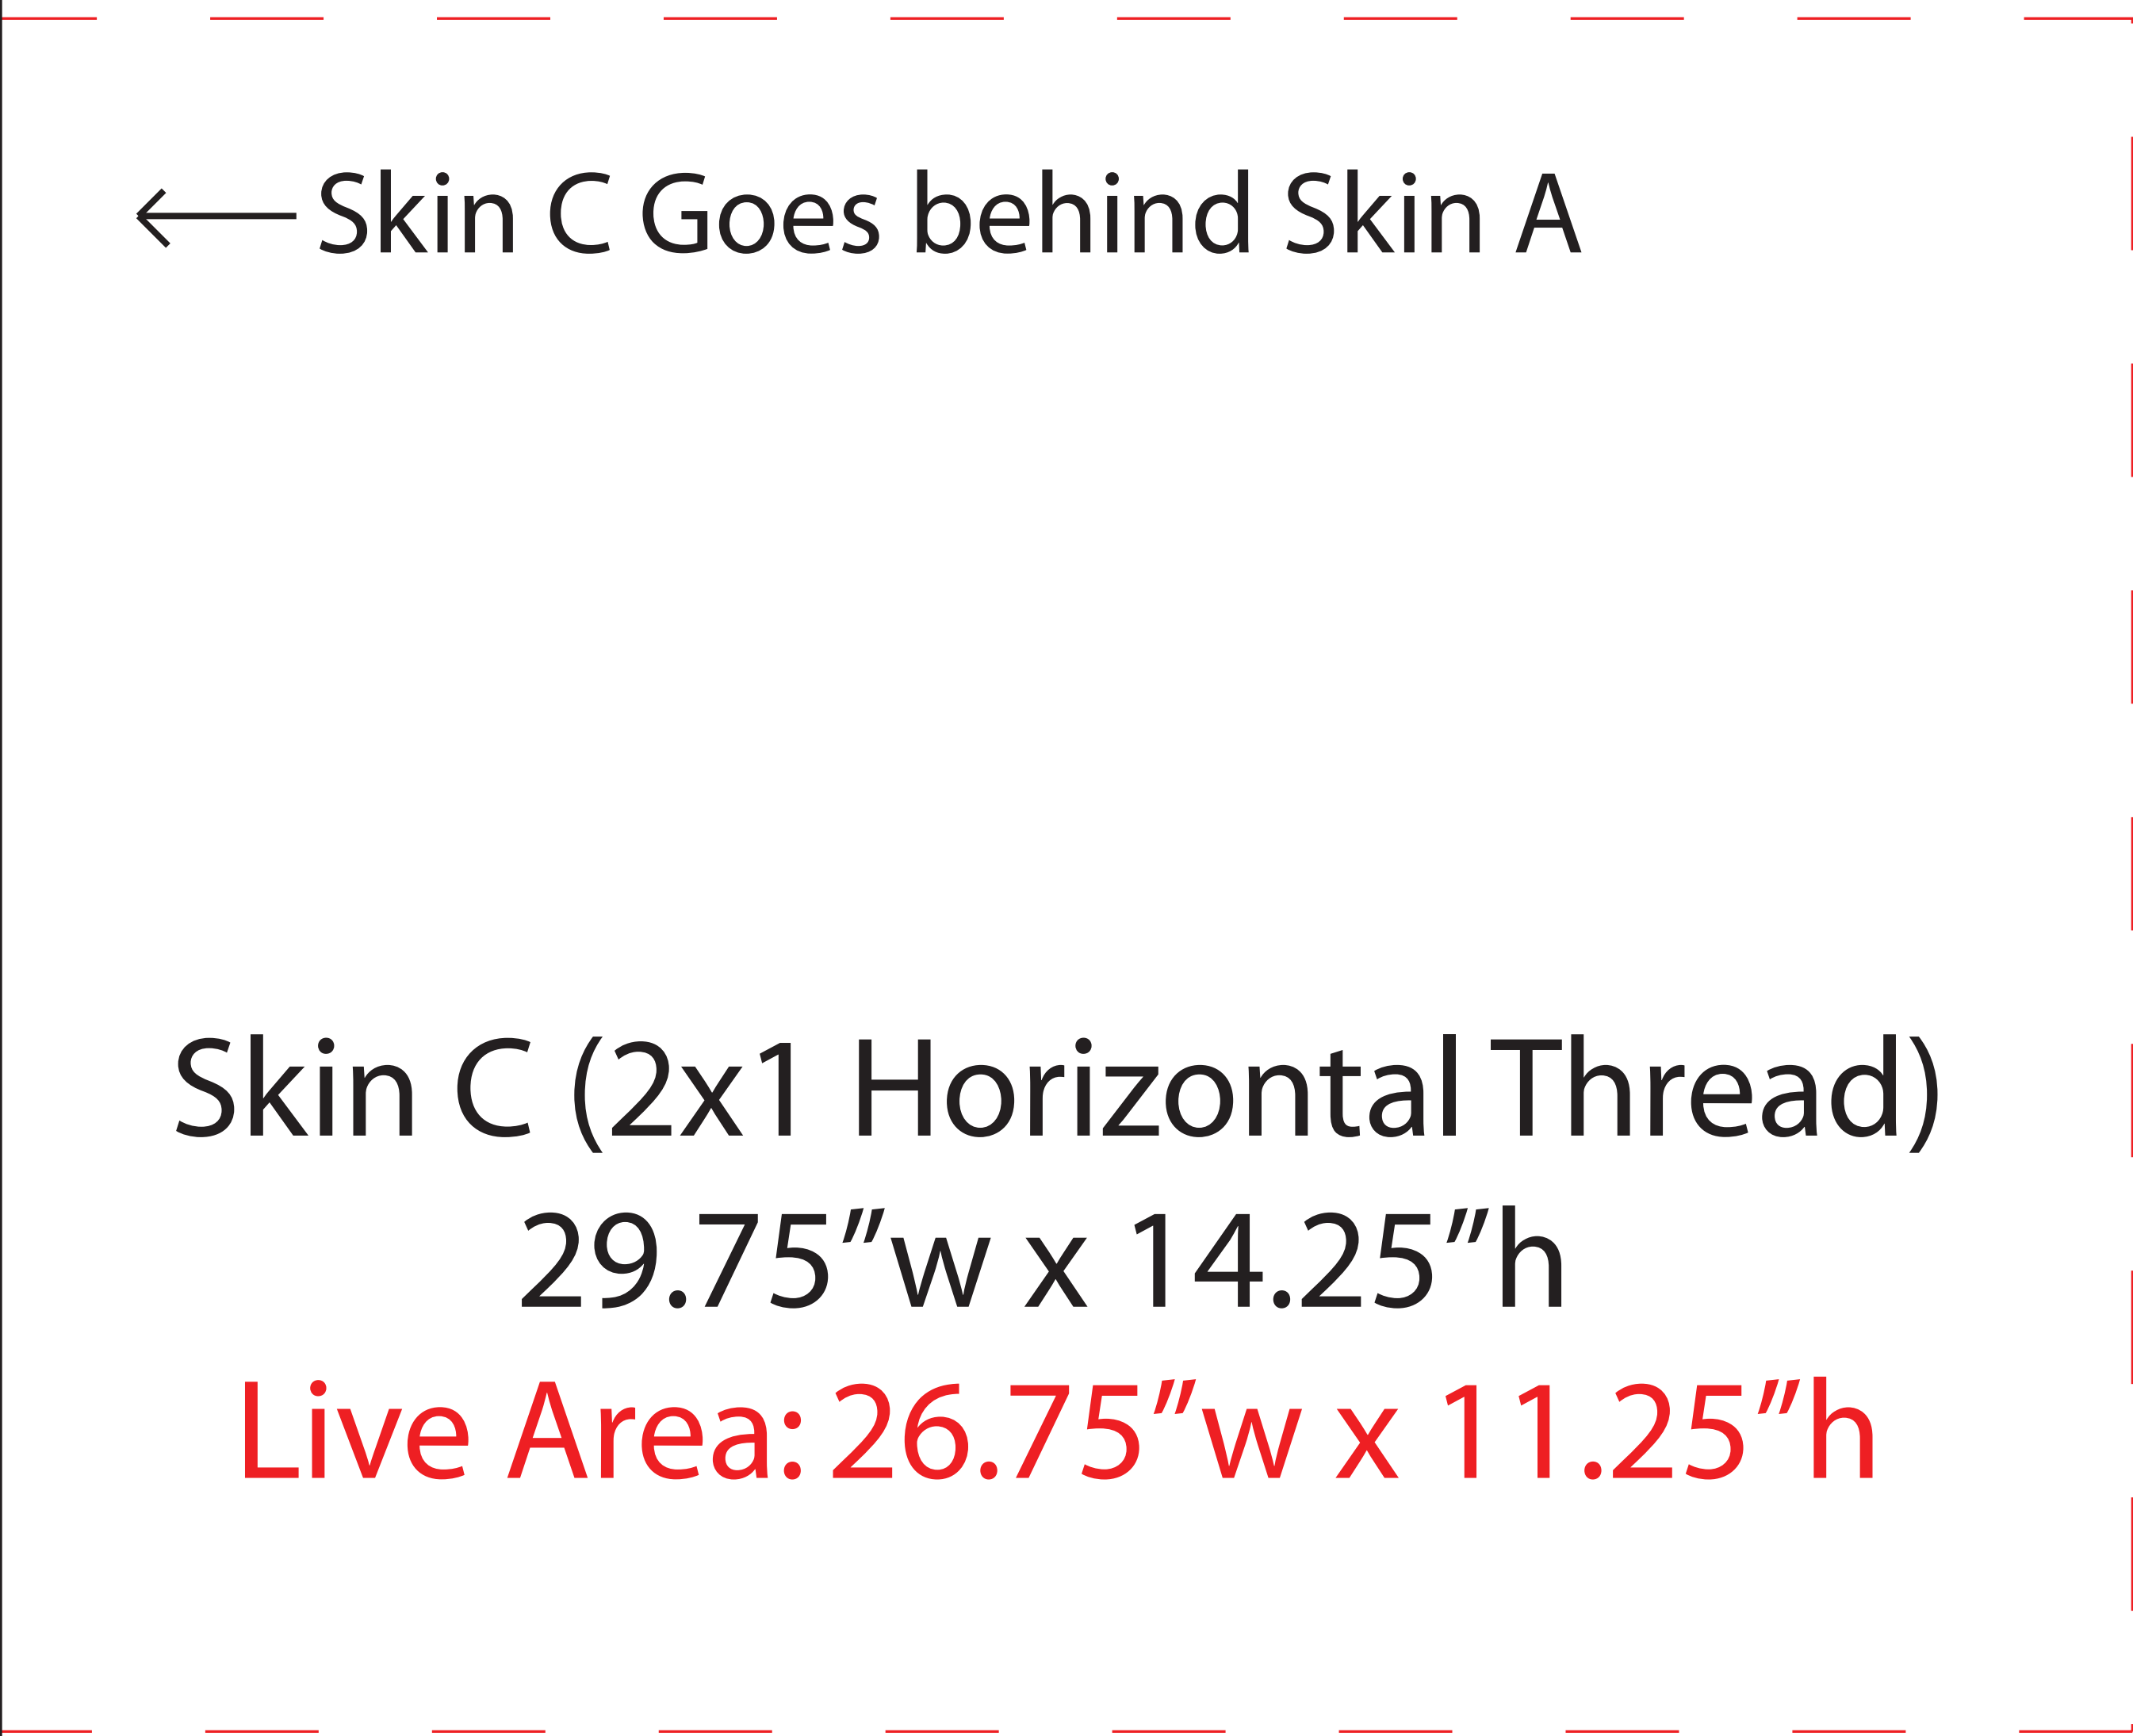 Skin C Goes behind Skin A
Skin C (2x1 Horizontal Thread)
29.75”w x 14.25”h
Live Area: 26.75”w x 11.25”h